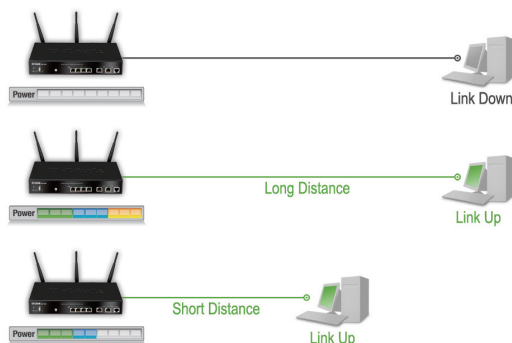 Power
Link Down
Long Distance
Power
Link Up
Short Distance
Power
Link Up